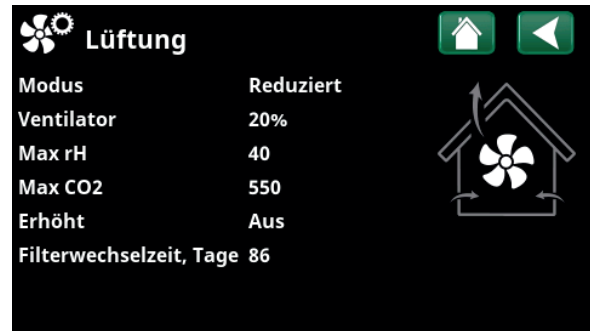 Lüftung
Modus Reduziert
Ventilator 20%
Max rH 40
Max CO2 550
Erhöht Aus
Filterwechselzeit, Tage 86